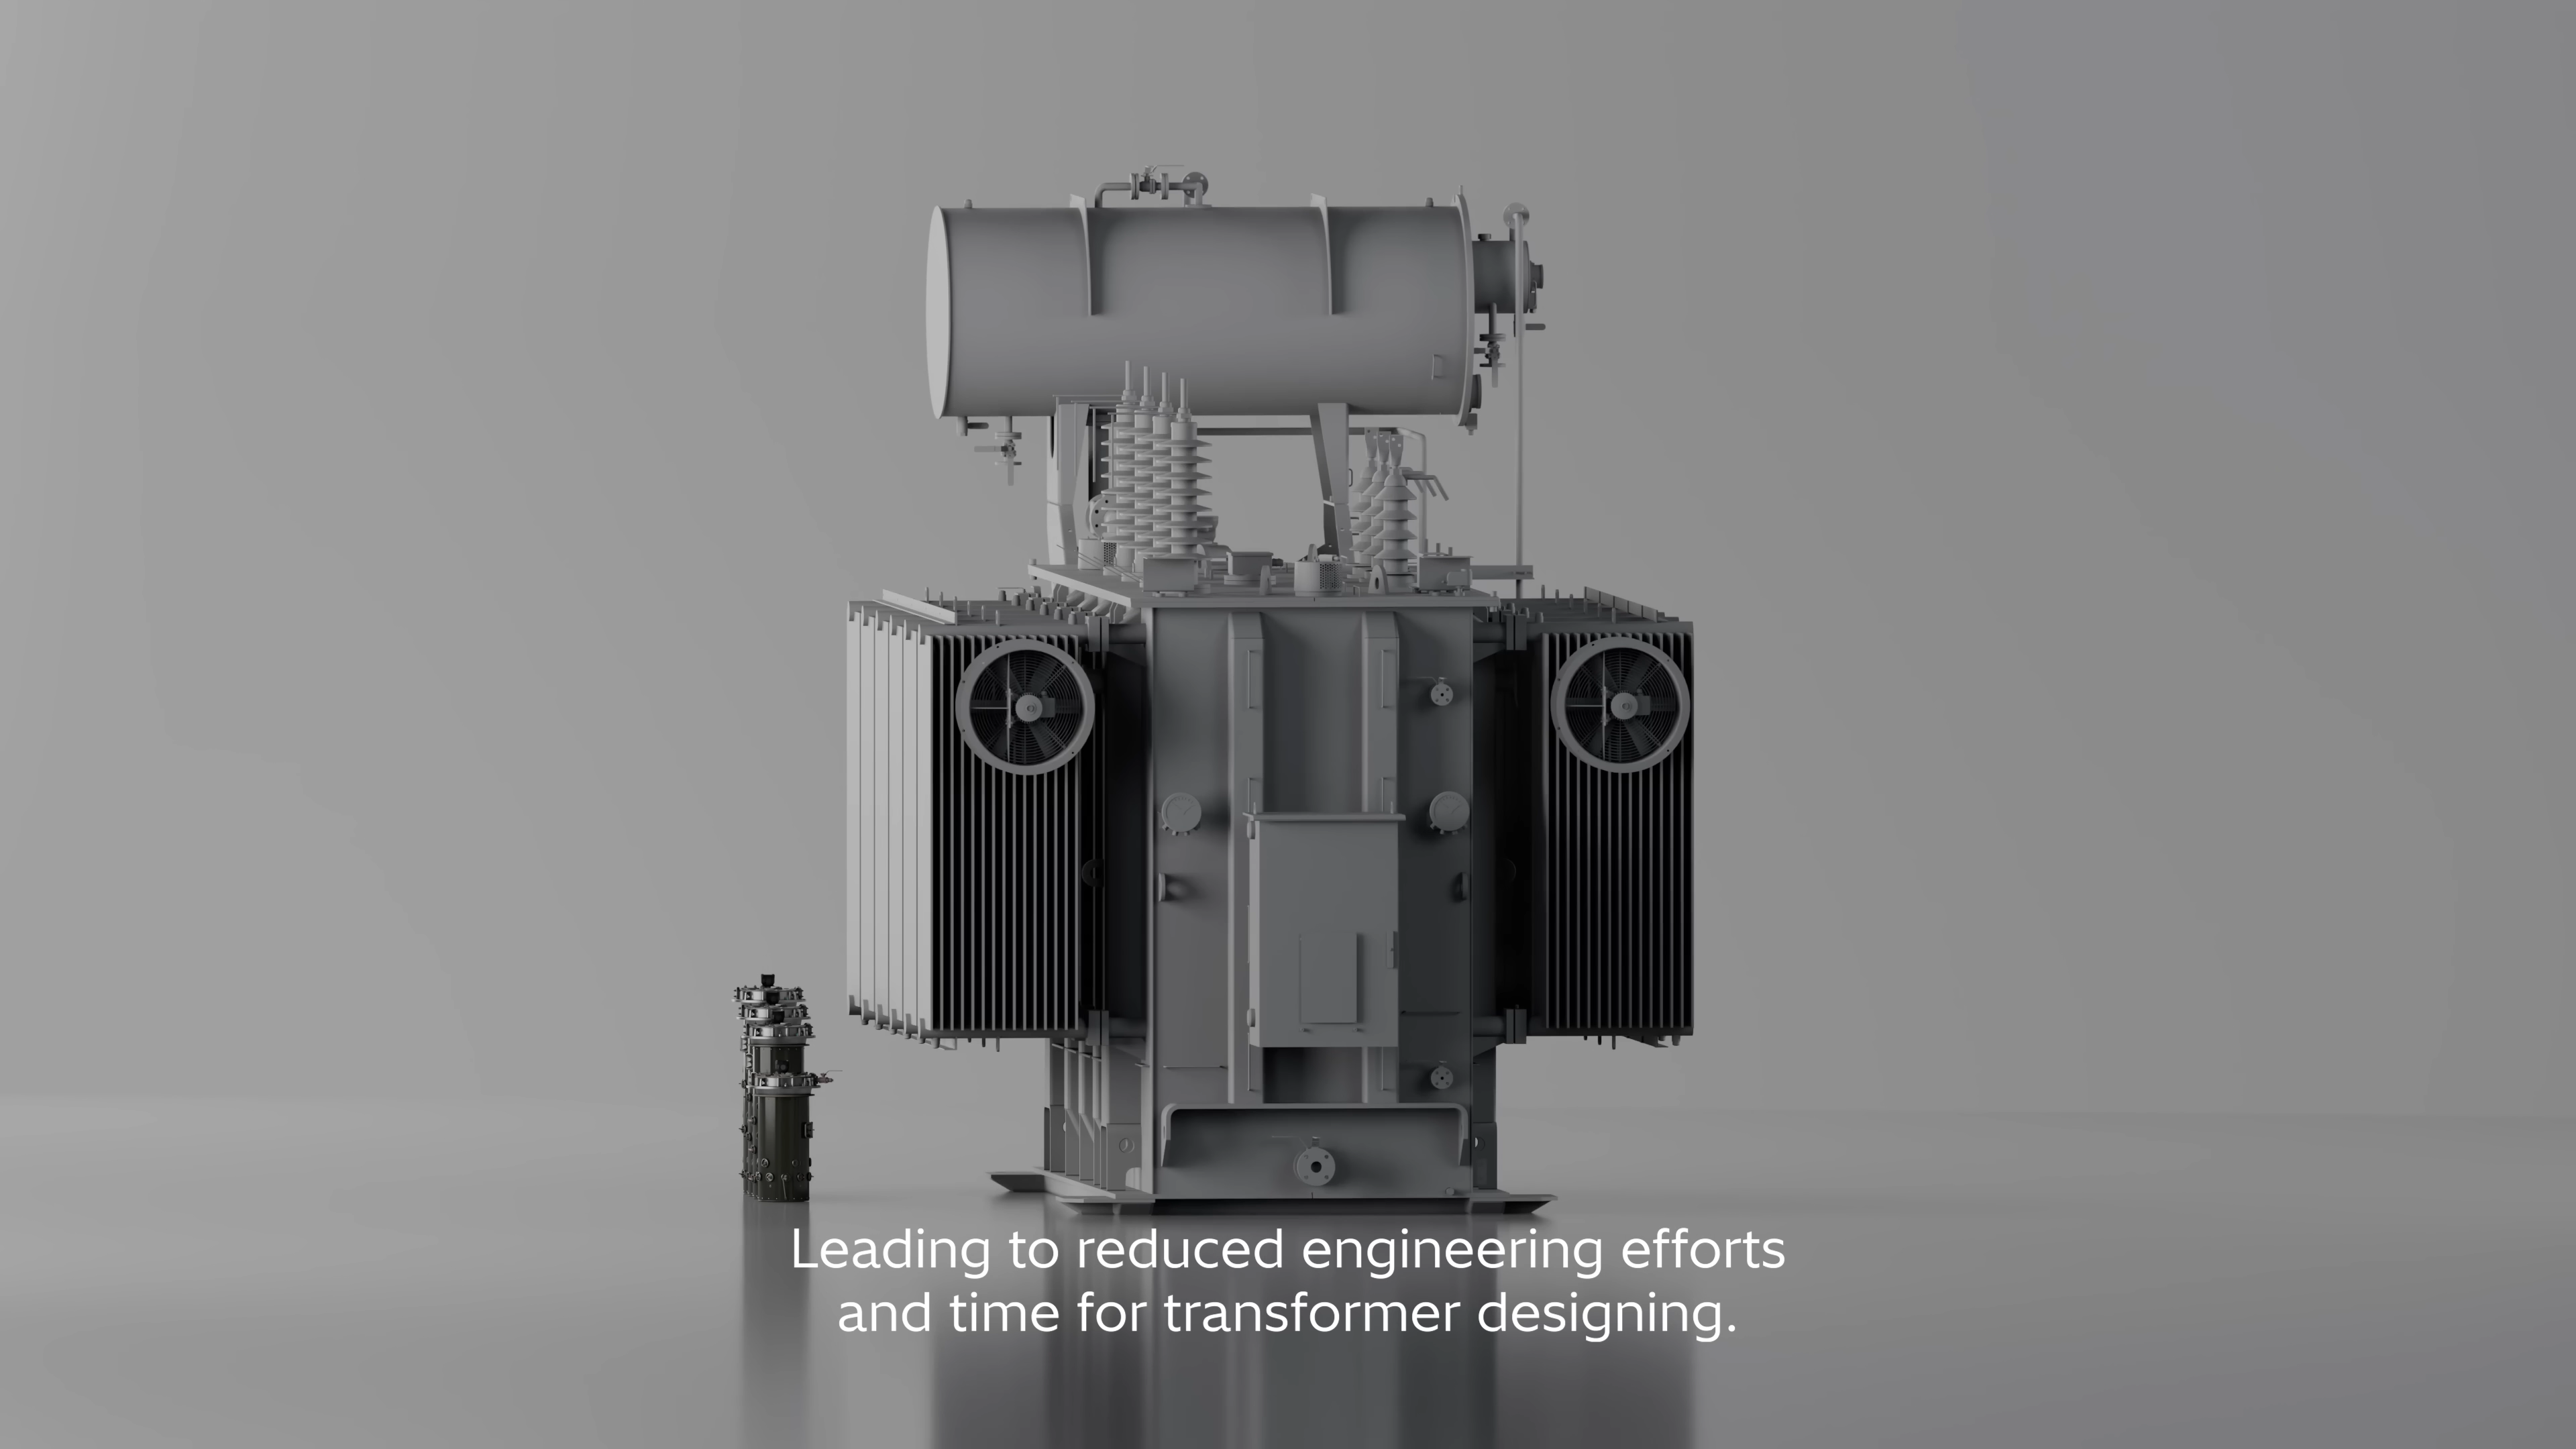 Leading to reduced engineering efforts
and time for transformer designing.